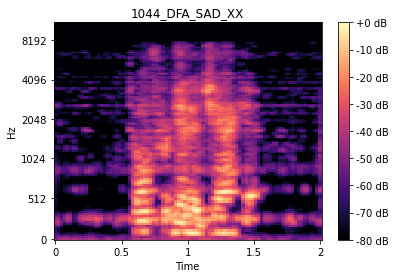 1044_DFA_SAD_XX
+0 dB
8192
-10 dB
4096
-20 dB
-30 dB
2048
Hz
-40 dB
1024
-50 dB
-60 dB
512
-70 dB
0
-80 dB
0 0.5 1 1.5 2
Time